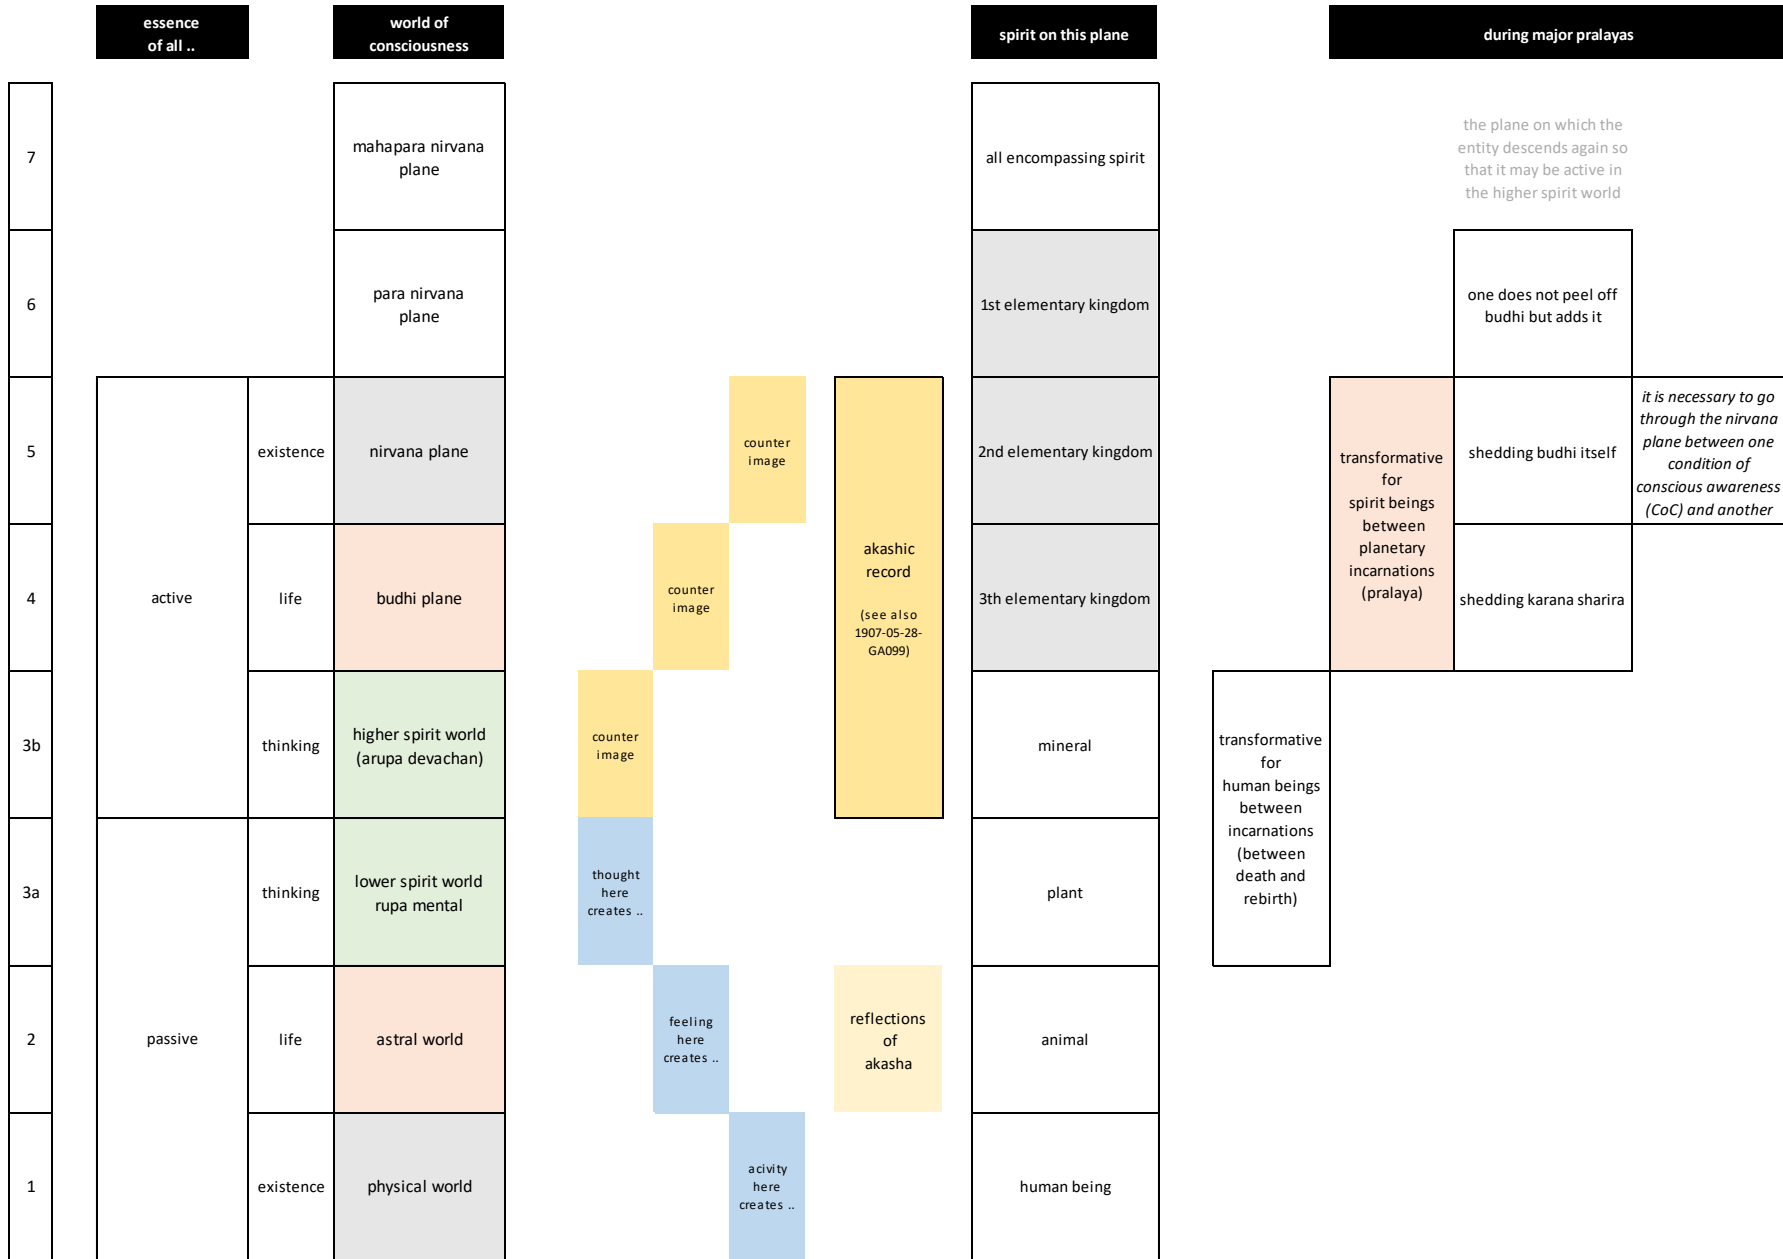 essence
of all ..
world of
consciousness
spirit on this plane
during major pralayas
7
mahapara nirvana
plane
all encompassing spirit
the plane on which the
entity descends again so
that it may be active in
the higher spirit world
6
para nirvana
plane
1st elementary kingdom
one does not peel off
budhi but adds it
5
existence
nirvana plane
counter
image
2nd elementary kingdom
shedding budhi itself
it is necessary to go
through the nirvana
plane between one
condition of
conscious awareness
(CoC) and another
transformative
for
spirit beings
between
planetary
incarnations
(pralaya)
4
active
life
budhi plane
counter
image
akashic
record
(see also
1907-05-28-
GA099)
3th elementary kingdom
shedding karana sharira
3b
thinking
higher spirit world
(arupa devachan)
counter
image
mineral
transformative
for
human beings
between
incarnations
(between
death and
rebirth)
3a
thinking
lower spirit world
rupa mental
thought
here
creates ..
plant
2
passive
life
astral world
feeling
here
creates ..
reflections
of
akasha
animal
1
existence
physical world
acivity
here
creates ..
human being